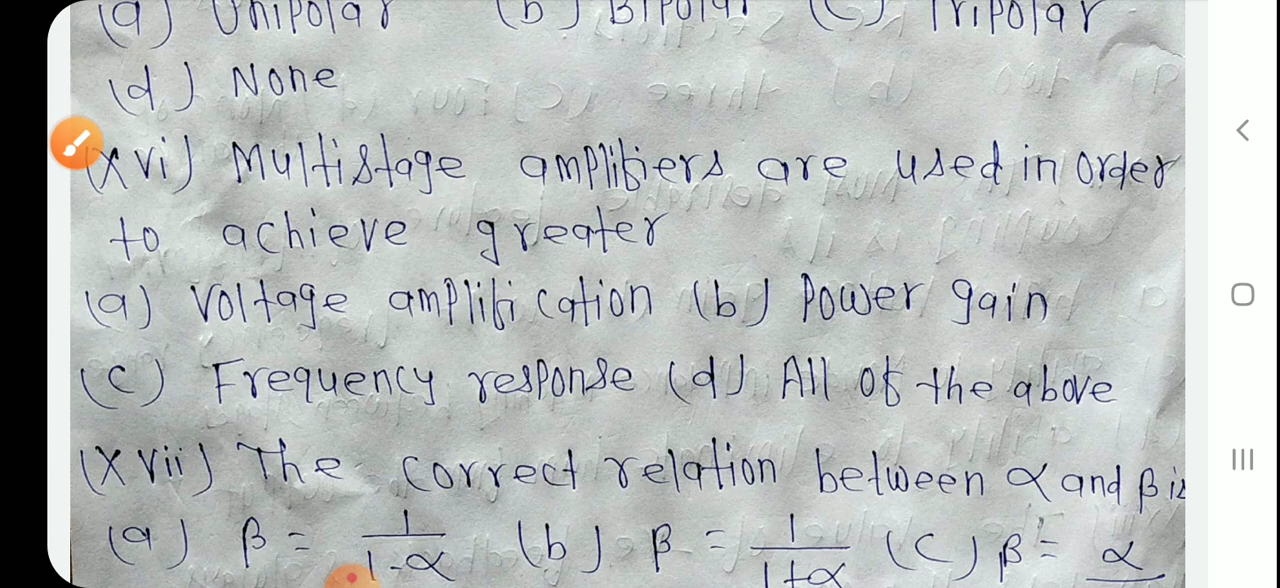 (a) Unipolar (b) Bipolar (c) Tripolar
(d) None
(xvi) Multistage amplifiers are used in order
to achieve greater
(a) Voltage amplification (b) Power gain
(c) Frequency response (d) All of the above
(xvii) The correct relation between α and β is
(a) β = 1/1-α (b) β = 1/1+α (c) β = α